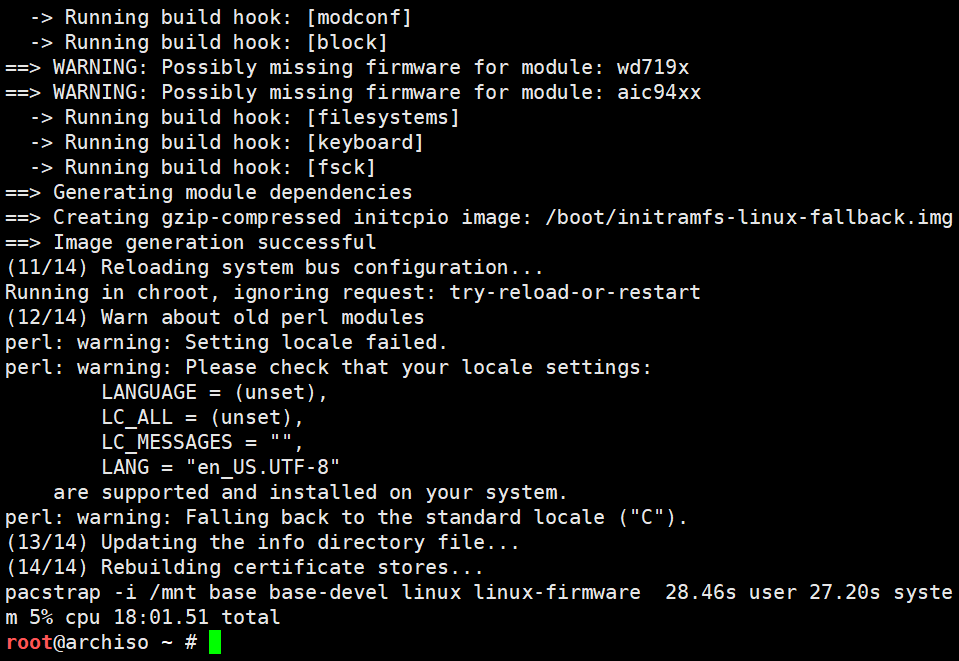 -> Running build hook: [modconf]
  -> Running build hook: [block]
==> WARNING: Possibly missing firmware for module: wd719x
==> WARNING: Possibly missing firmware for module: aic94xx
  -> Running build hook: [filesystems]
  -> Running build hook: [keyboard]
  -> Running build hook: [fsck]
==> Generating module dependencies
==> Creating gzip-compressed initcpio image: /boot/initramfs-linux-fallback.img
==> Image generation successful
(11/14) Reloading system bus configuration...
Running in chroot, ignoring request: try-reload-or-restart
(12/14) Warn about old perl modules
perl: warning: Setting locale failed.
perl: warning: Please check that your locale settings:
        LANGUAGE = (unset),
        LC_ALL = (unset),
        LC_MESSAGES = "",
        LANG = "en_US.UTF-8"
    are supported and installed on your system.
perl: warning: Falling back to the standard locale ("C").
(13/14) Updating the info directory file...
(14/14) Rebuilding certificate stores...
pacstrap -i /mnt base base-devel linux linux-firmware  28.46s user 27.20s syste
m 5% cpu 18:01.51 total
root@archiso ~ #